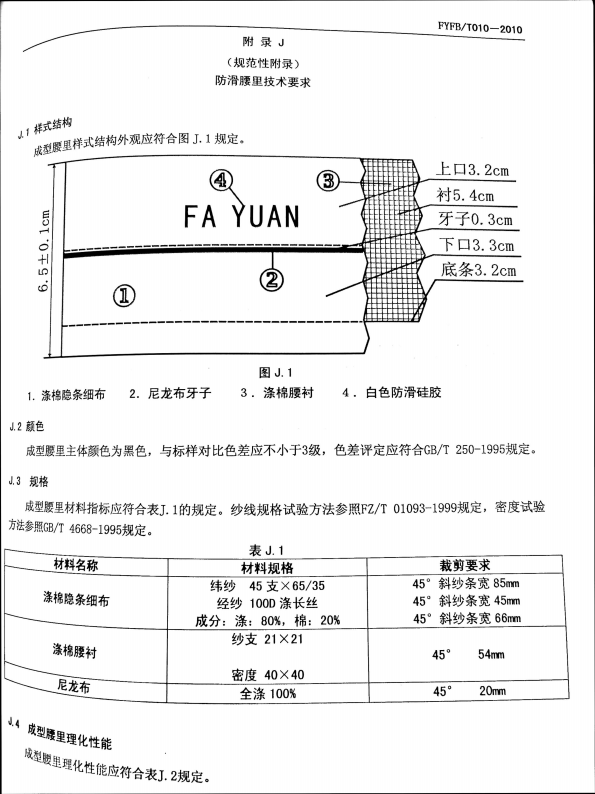 FYFB/T010—2010
附 录 J
（规范性附录）
防滑腰里技术要求
J.1 样式结构
成型腰里样式结构外观应符合图 J.1 规定。
④ ③
FA YUAN
上口3.2cm
衬5.4cm
牙子0.3cm
下口3.3cm
底条3.2cm
6.5±0.1cm
① ②
图 J.1
1. 涤棉隐条细布 2. 尼龙布牙子 3. 涤棉腰衬 4. 白色防滑硅胶
J.2 颜色
成型腰里主体颜色为黑色，与标样对比色差应不小于3级，色差评定应符合GB/T 250-1995规定。
J.3 规格
成型腰里材料指标应符合表J.1的规定。纱线规格试验方法参照FZ/T 01093-1999规定，密度试验
方法参照GB/T 4668-1995规定。
表 J.1
材料名称 材料规格 裁剪要求
涤棉隐条细布 纬纱 45 支×65/35 45° 斜纱条宽 85mm
经纱 100D 涤长丝 45° 斜纱条宽 45mm
成分：涤：80%，棉：20% 45° 斜纱条宽 66mm
涤棉腰衬 纱支 21×21 45° 54mm
密度 40×40
尼龙布 全涤 100% 45° 20mm
J.4 成型腰里理化性能
成型腰里理化性能应符合表J.2规定。